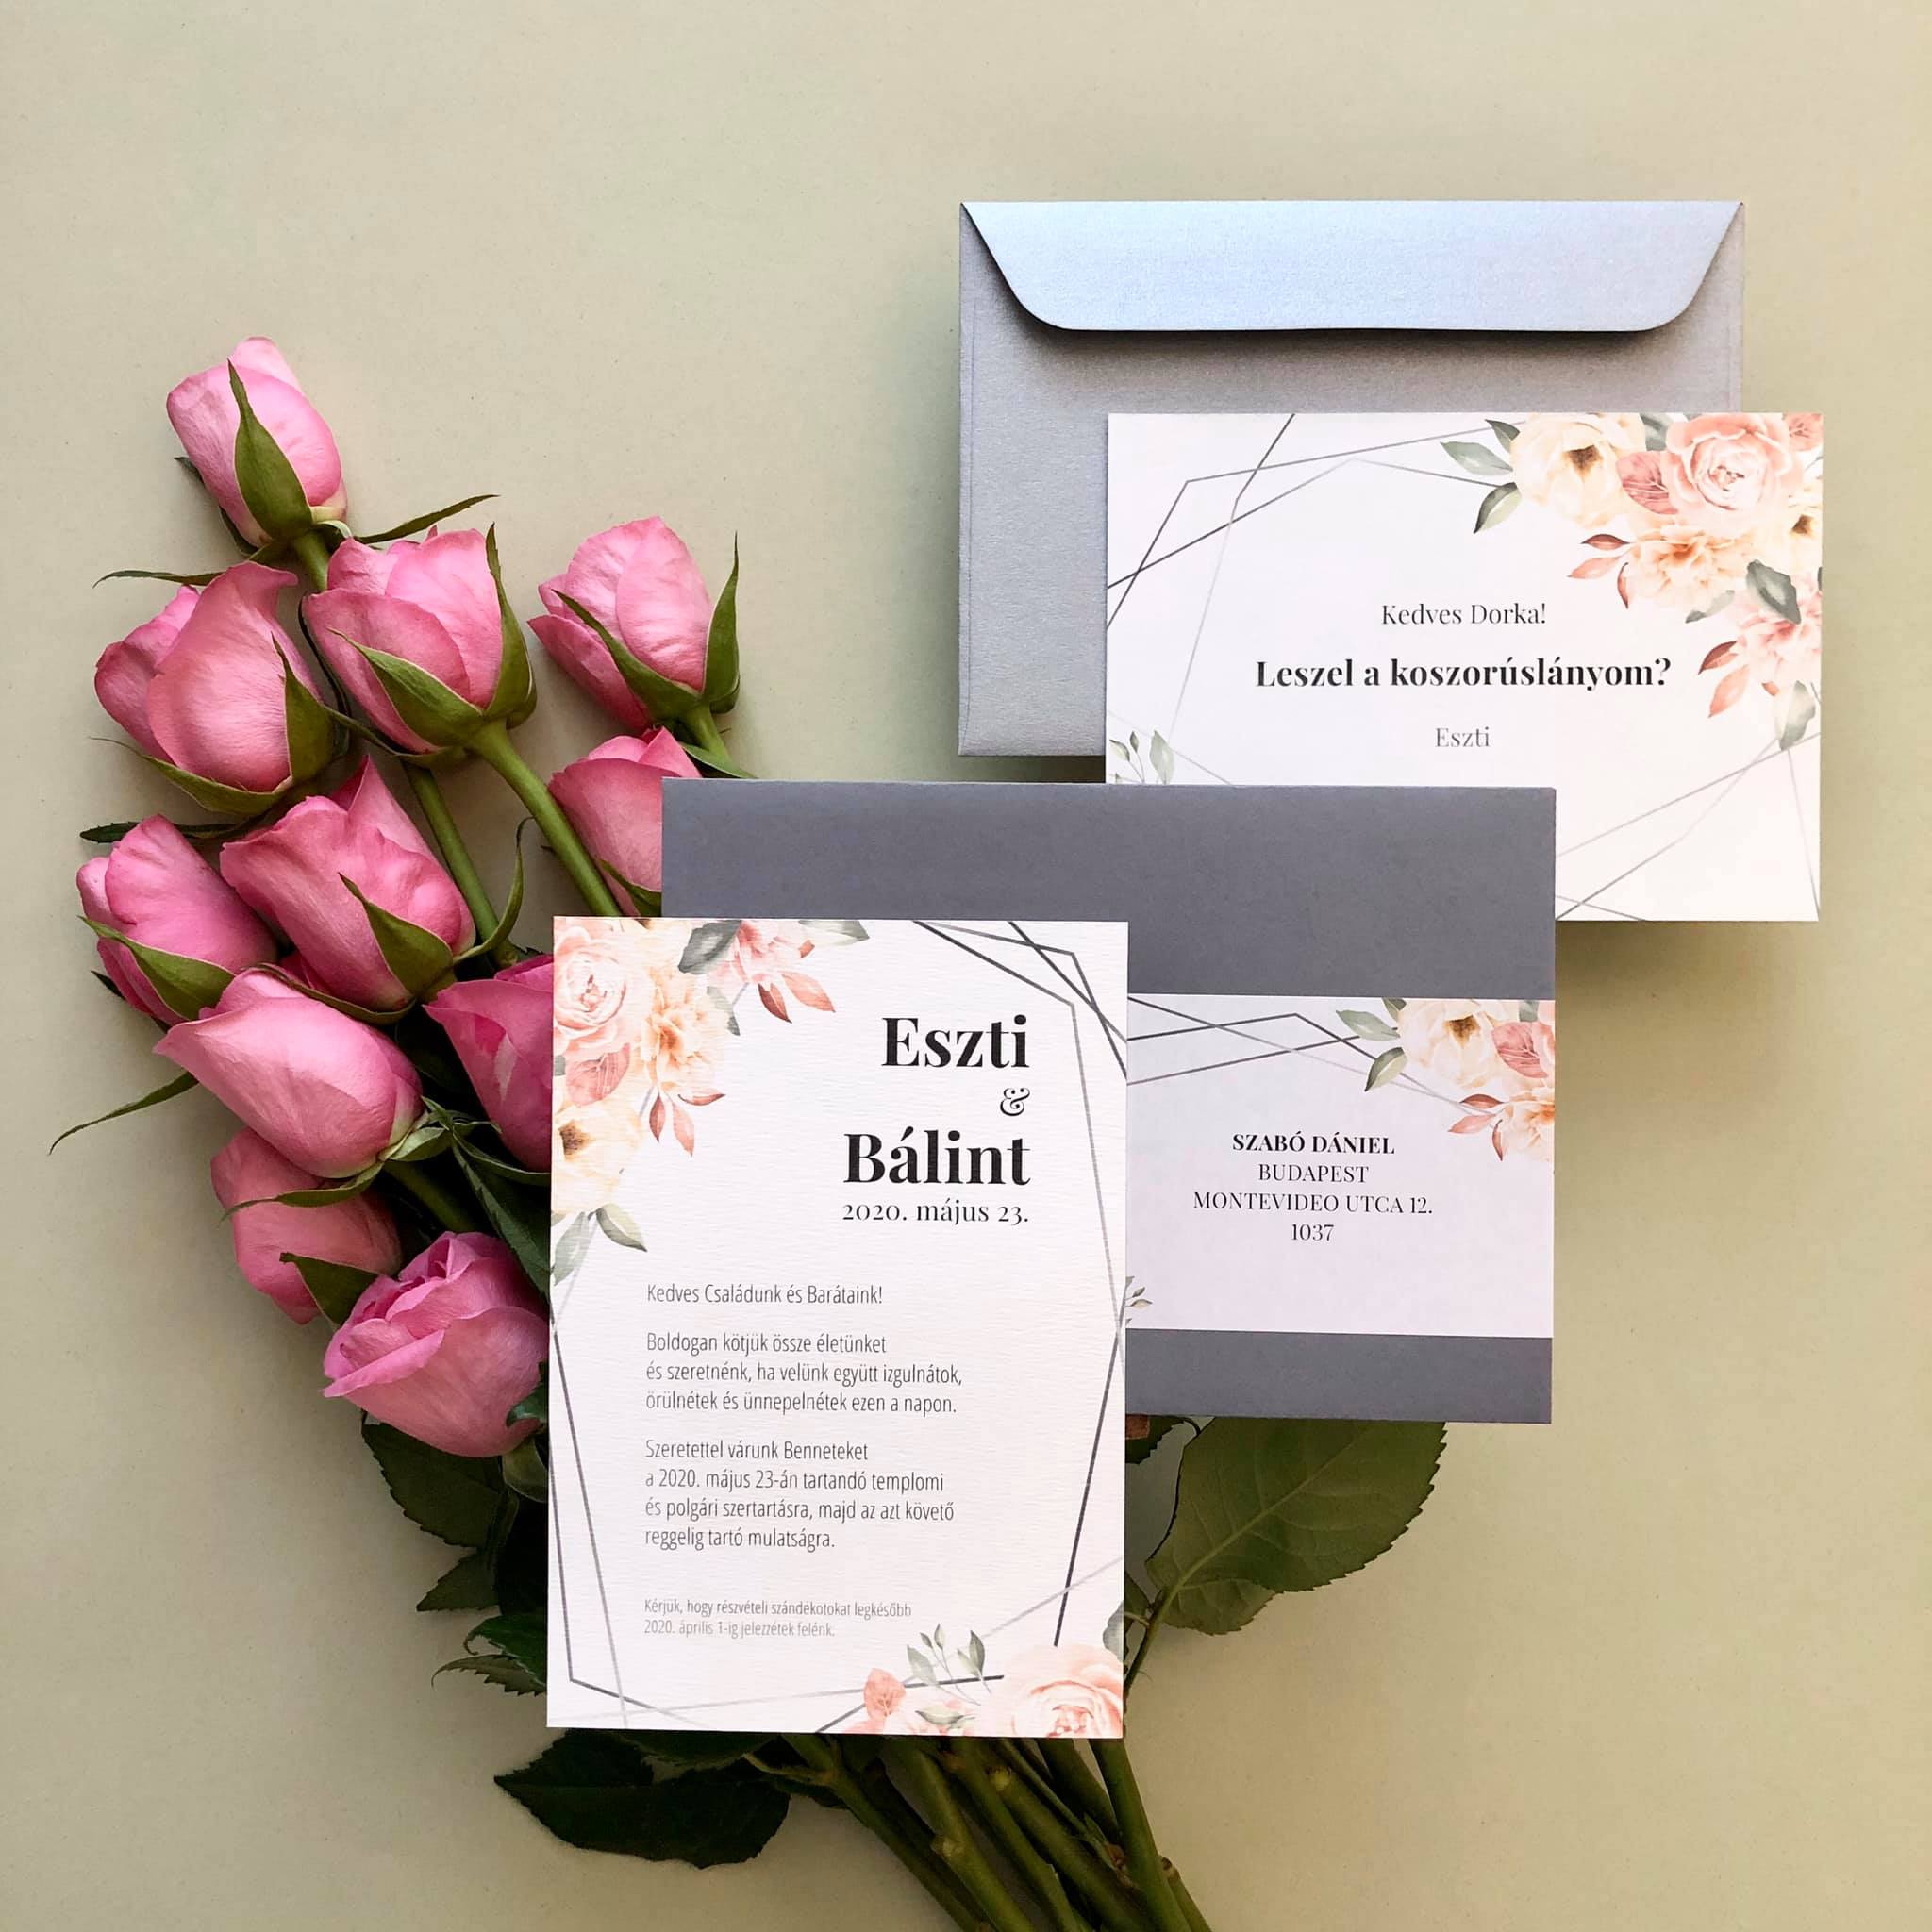 Kedves Dorka!
Leszel a koszorúslányom?
Eszti
Eszti
&
Bálint
2020. május 23.
Kedves Családunk és Barátaink!
Boldogan kötjük össze életünket
és szeretnénk, ha velünk együtt izgulnátok,
örülnétek és ünnepelnétek ezen a napon.
Szeretettel várunk Benneteket
a 2020. május 23-án tartandó templomi
és polgári szertartásra, majd az azt követő
reggelig tartó mulatságra.
Kérjük, hogy részvételi szándékotokat legkésőbb
2020. április 1-ig jelezzétek felénk.
SZABÓ DÁNIEL
BUDAPEST
MONTEVIDEO UTCA 12.
1037